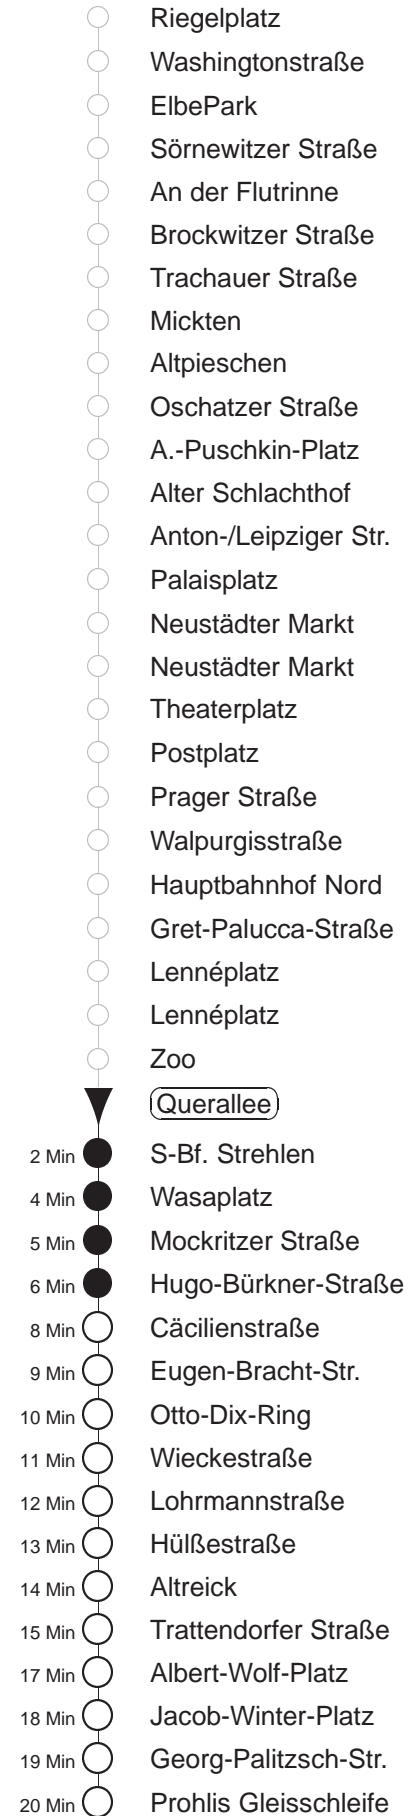 Riegelplatz
Washingtonstraße
ElbePark
Sörnewitzer Straße
An der Flutrinne
Brockwitzer Straße
Trachauer Straße
Mickten
Altpieschen
Oschatzer Straße
A.-Puschkin-Platz
Alter Schlachthof
Anton-/Leipziger Str.
Palaisplatz
Neustädter Markt
Neustädter Markt
Theaterplatz
Postplatz
Prager Straße
Walpurgisstraße
Hauptbahnhof Nord
Gret-Palucca-Straße
Lennéplatz
Lennéplatz
Zoo
Querallee
2 Min S-Bf. Strehlen
4 Min Wasaplatz
5 Min Mockritzer Straße
6 Min Hugo-Bürkner-Straße
8 Min Cäcilienstraße
9 Min Eugen-Bracht-Str.
10 Min Otto-Dix-Ring
11 Min Wieckestraße
12 Min Lohrmannstraße
13 Min Hülßestraße
14 Min Altreick
15 Min Trattendorfer Straße
17 Min Albert-Wolf-Platz
18 Min Jacob-Winter-Platz
19 Min Georg-Palitzsch-Str.
20 Min Prohlis Gleisschleife